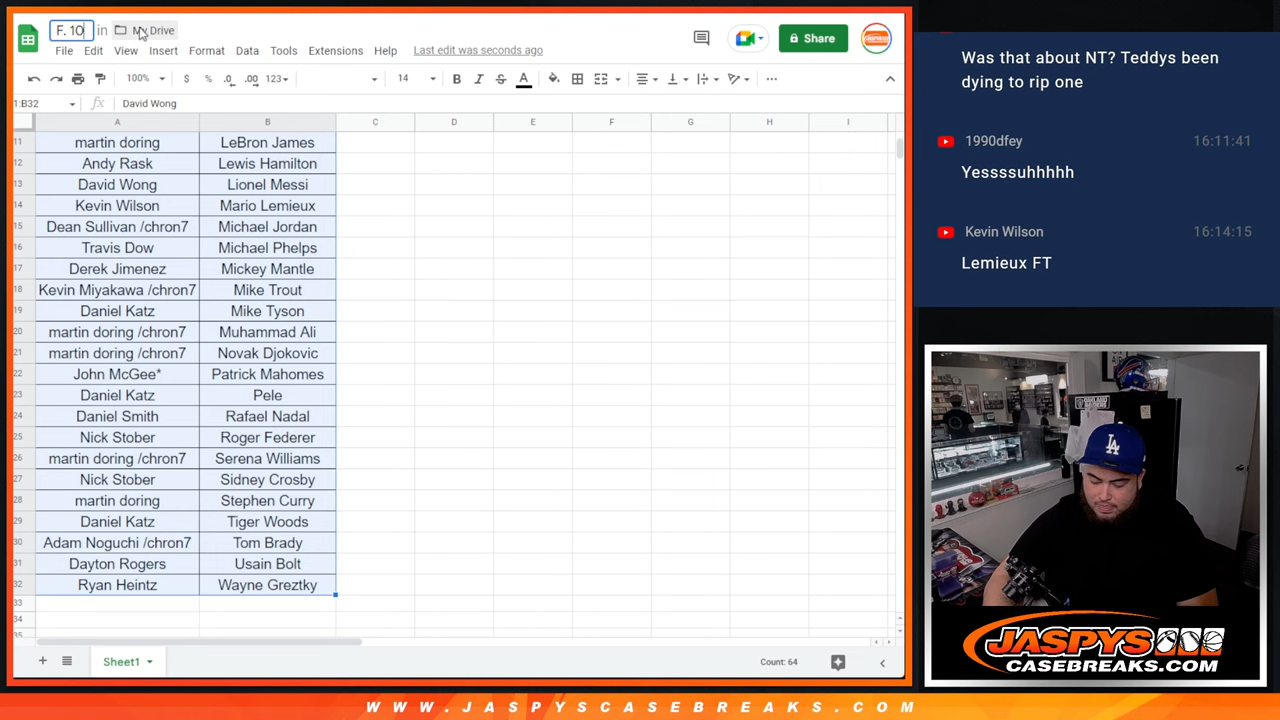 F. 10 in My Drive
File Edit View Insert Format Data Tools Extensions Help Last edit was seconds ago
Share
100% $ % .0 .00 123 14 B I S A
1:B32 fx David Wong
A B C D E F G H I
11 martin doring LeBron James
12 Andy Rask Lewis Hamilton
13 David Wong Lionel Messi
14 Kevin Wilson Mario Lemieux
15 Dean Sullivan /chron7 Michael Jordan
16 Travis Dow Michael Phelps
17 Derek Jimenez Mickey Mantle
18 Kevin Miyakawa /chron7 Mike Trout
19 Daniel Katz Mike Tyson
20 martin doring /chron7 Muhammad Ali
21 martin doring /chron7 Novak Djokovic
22 John McGee* Patrick Mahomes
23 Daniel Katz Pele
24 Daniel Smith Rafael Nadal
25 Nick Stober Roger Federer
26 martin doring /chron7 Serena Williams
27 Nick Stober Sidney Crosby
28 martin doring Stephen Curry
29 Daniel Katz Tiger Woods
30 Adam Noguchi /chron7 Tom Brady
31 Dayton Rogers Usain Bolt
32 Ryan Heintz Wayne Greztky
33
34
35
Sheet1 Count: 64
Was that about NT? Teddys been
dying to rip one
1990dfey 16:11:41
Yessssuhhhhh
Kevin Wilson 16:14:15
Lemieux FT
LA
JASPYS
CASEBREAKS.COM
WWW.JASPYSCASEBREAKS.COM